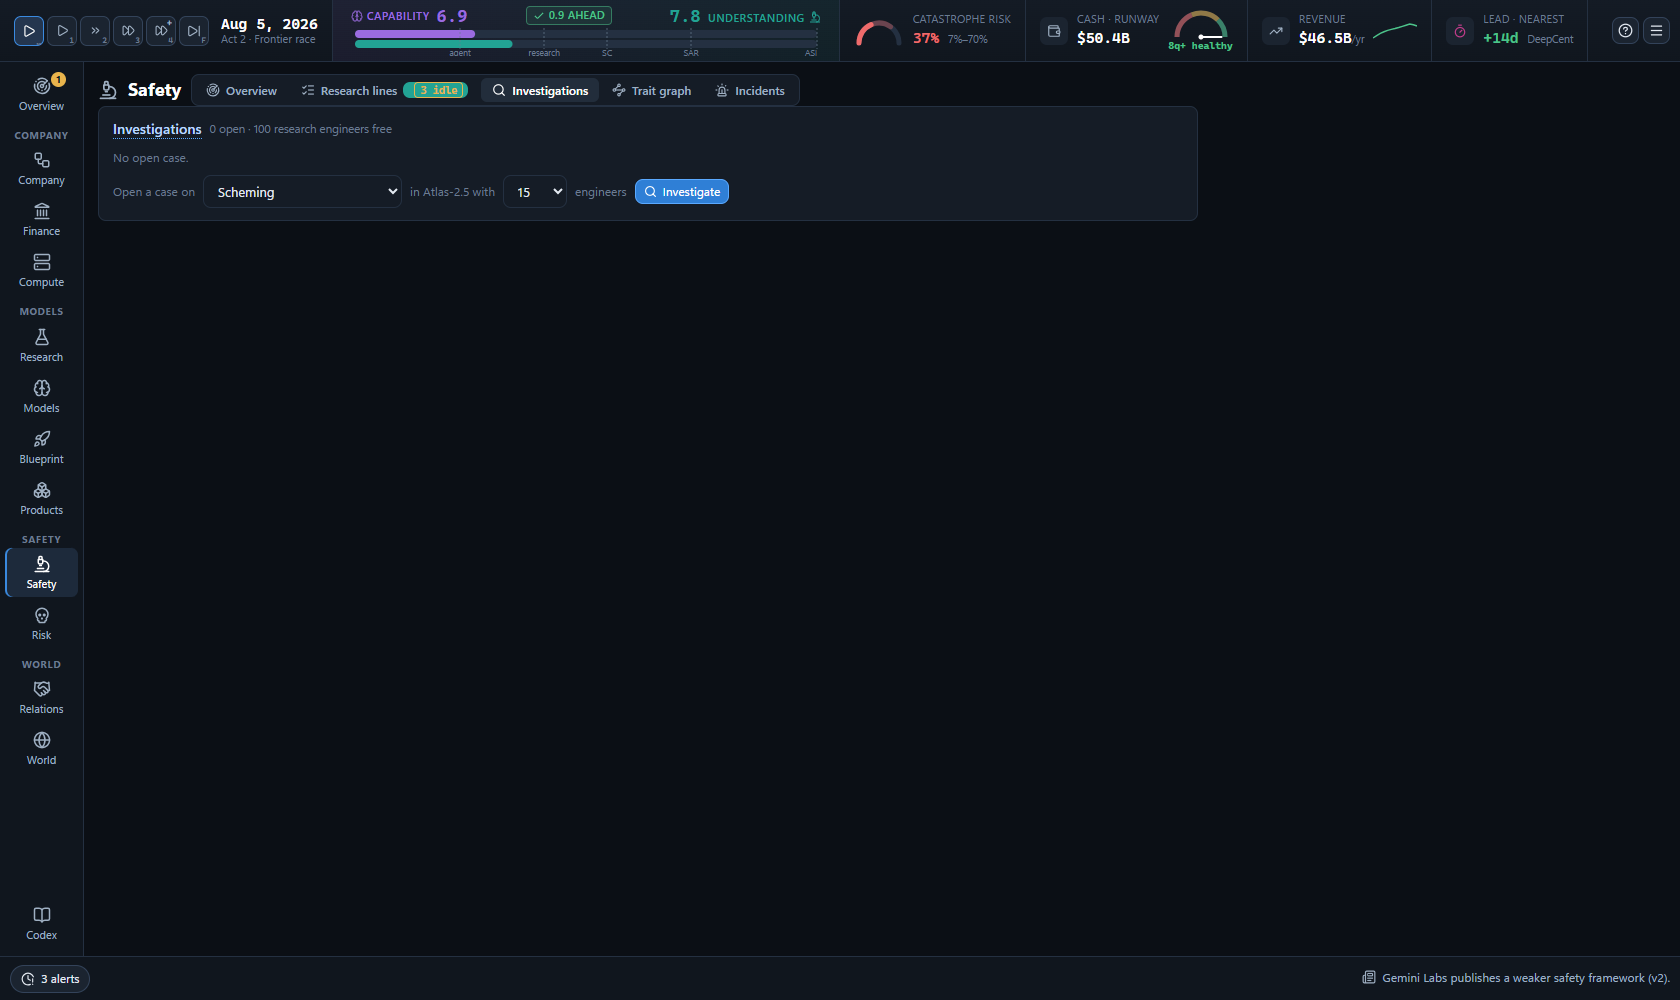 Aug 5, 2026
Act 2 · Frontier race
1
2
3
4
F
CAPABILITY 6.9
0.9 AHEAD
7.8 UNDERSTANDING
agent
research
SC
SAR
ASI
CATASTROPHE RISK
37% 7%–70%
CASH · RUNWAY
$50.4B
8q+ healthy
REVENUE
$46.5B/yr
LEAD · NEAREST
+14d DeepCent
1
Overview
COMPANY
Company
Finance
Compute
MODELS
Research
Models
Blueprint
Products
SAFETY
Safety
Risk
WORLD
Relations
World
Codex
Safety
Overview
Research lines 3 idle
Investigations
Trait graph
Incidents
Investigations 0 open · 100 research engineers free
No open case.
Open a case on Scheming in Atlas-2.5 with 15 engineers Investigate
3 alerts
Gemini Labs publishes a weaker safety framework (v2).